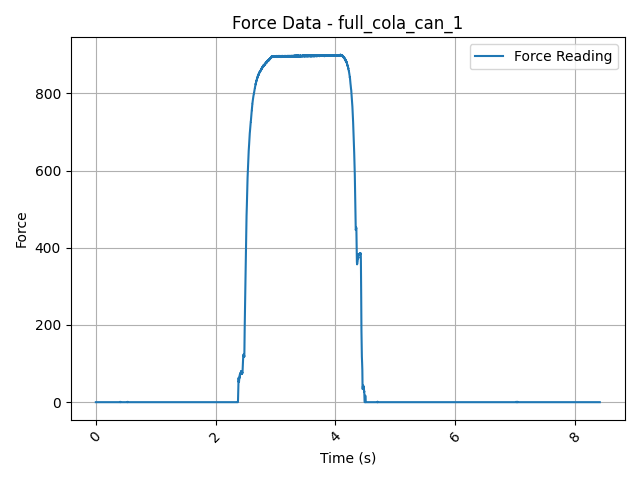 Force Data - full_cola_can_1
Force Reading
Force
800
600
400
200
0
0
2
4
6
8
Time (s)